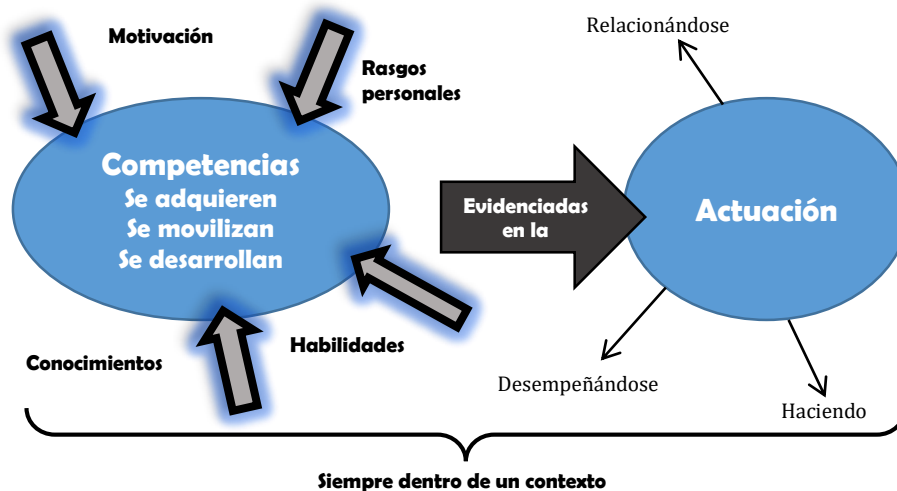 Motivación
Relacionándose
Rasgos
personales
Competencias
Se adquieren
Se movilizan
Se desarrollan
Evidenciadas
en la
Actuación
Habilidades
Conocimientos
Desempeñándose
Haciendo
Siempre dentro de un contexto